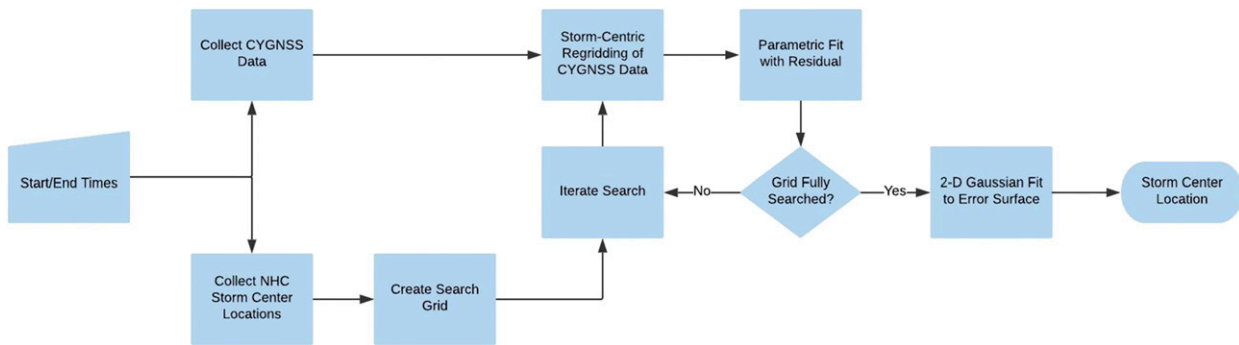 Collect CYGNSS
Data
Storm-Centric
Regridding of
CYGNSS Data
Parametric Fit
with Residual
Start/End Times
Iterate Search
No
Grid Fully
Searched?
Yes
2-D Gaussian Fit
to Error Surface
Storm Center
Location
Collect NHC
Storm Center
Locations
Create Search
Grid